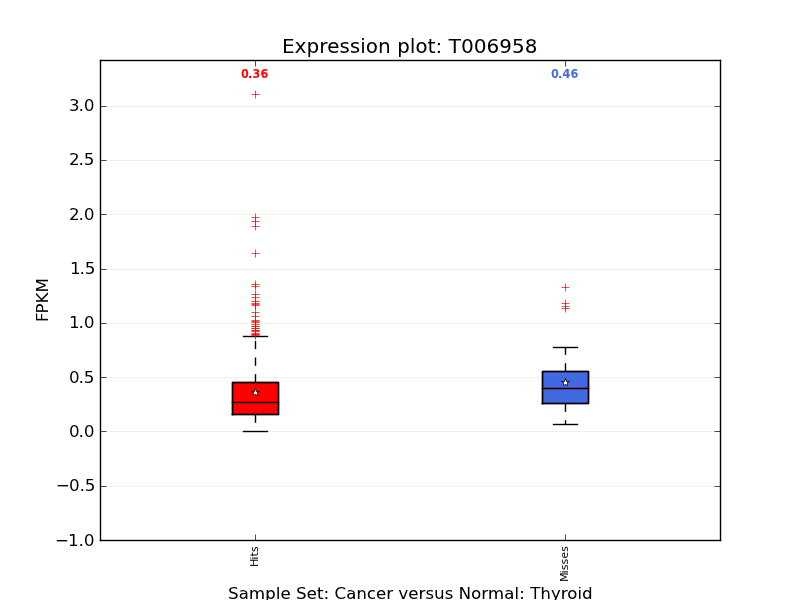 Expression plot: T006958
0.36
0.46
3.0
2.5
2.0
1.5
1.0
0.5
0.0
−0.5
−1.0
FPKM
Hits
Misses
Sample Set: Cancer versus Normal: Thyroid